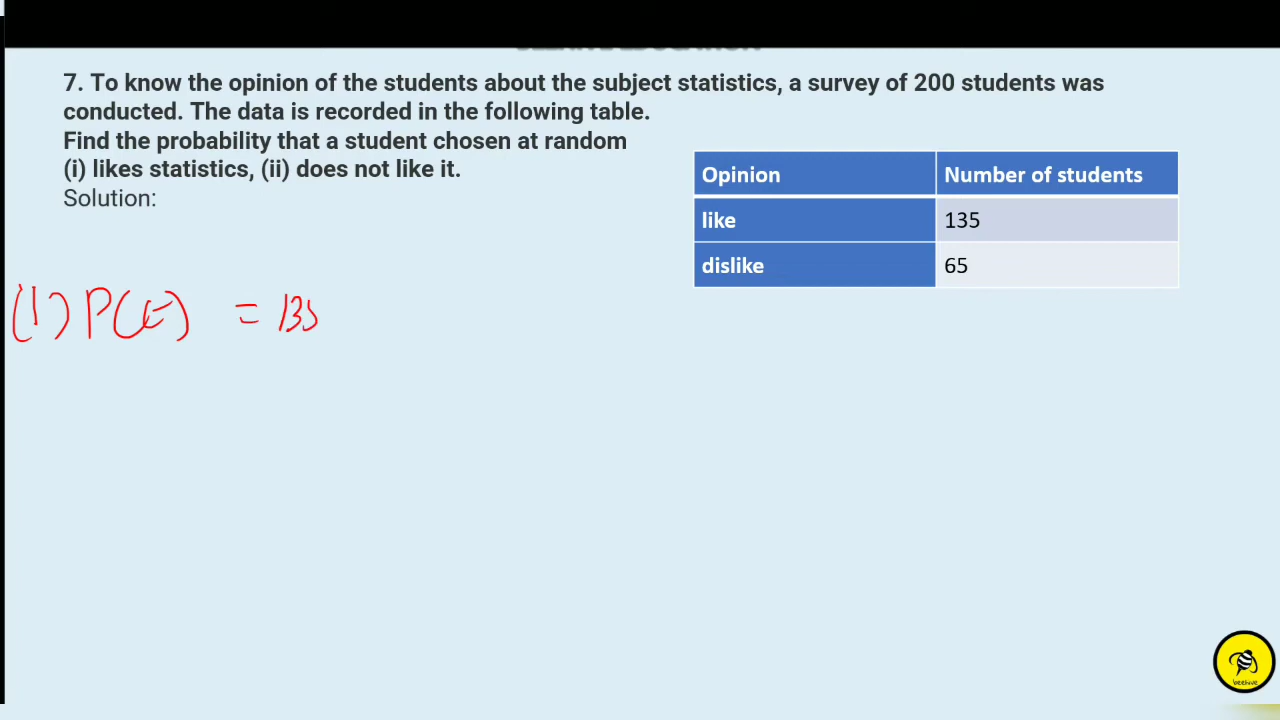 7. To know the opinion of the students about the subject statistics, a survey of 200 students was
conducted. The data is recorded in the following table.
Find the probability that a student chosen at random
(i) likes statistics, (ii) does not like it.
Solution:
Opinion Number of students
like 135
dislike 65
(1) P(E) = 135
beehive